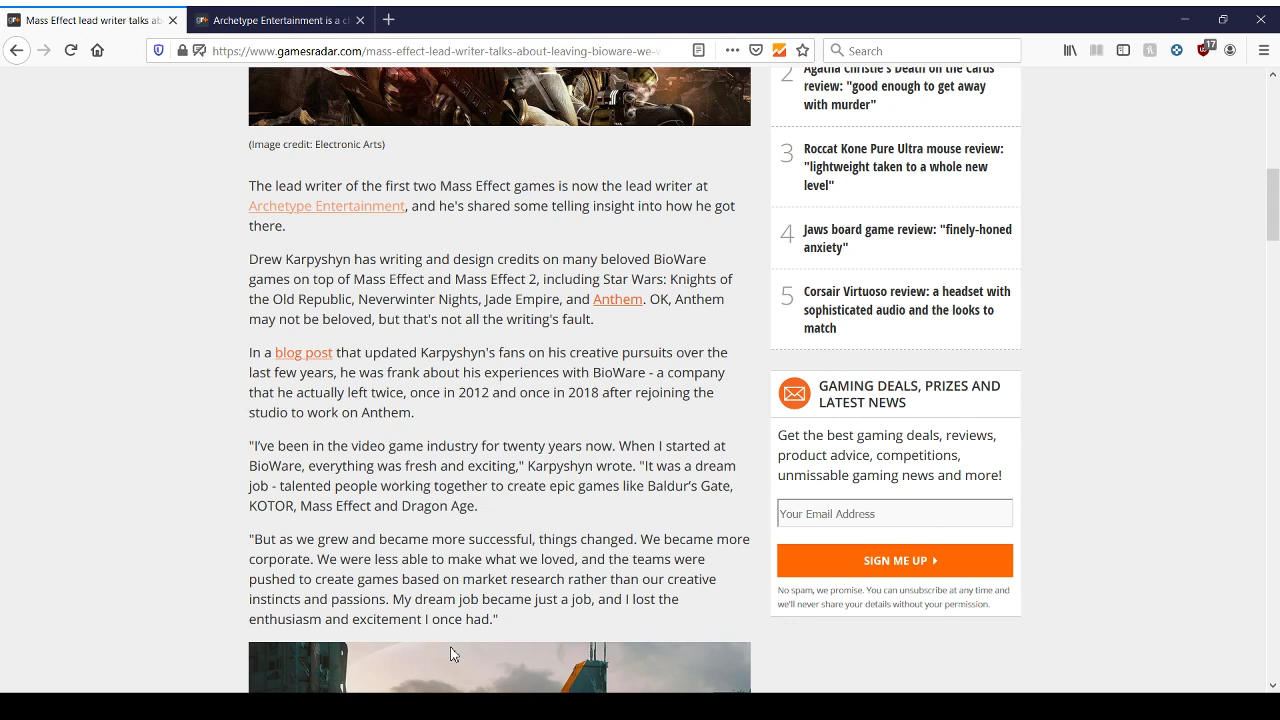 Mass Effect lead writer talks ab
Archetype Entertainment is a c
https://www.gamesradar.com/mass-effect-lead-writer-talks-about-leaving-bioware-we-w
Search
17
(Image credit: Electronic Arts)
The lead writer of the first two Mass Effect games is now the lead writer at
Archetype Entertainment, and he's shared some telling insight into how he got
there.
Drew Karpyshyn has writing and design credits on many beloved BioWare
games on top of Mass Effect and Mass Effect 2, including Star Wars: Knights of
the Old Republic, Neverwinter Nights, Jade Empire, and Anthem. OK, Anthem
may not be beloved, but that's not all the writing's fault.
In a blog post that updated Karpyshyn's fans on his creative pursuits over the
last few years, he was frank about his experiences with BioWare - a company
that he actually left twice, once in 2012 and once in 2018 after rejoining the
studio to work on Anthem.
"I've been in the video game industry for twenty years now. When I started at
BioWare, everything was fresh and exciting," Karpyshyn wrote. "It was a dream
job - talented people working together to create epic games like Baldur's Gate,
KOTOR, Mass Effect and Dragon Age.
"But as we grew and became more successful, things changed. We became more
corporate. We were less able to make what we loved, and the teams were
pushed to create games based on market research rather than our creative
instincts and passions. My dream job became just a job, and I lost the
enthusiasm and excitement I once had."
2
Agatha Christie's Death on the Cards
review: "good enough to get away
with murder"
3
Roccat Kone Pure Ultra mouse review:
"lightweight taken to a whole new
level"
4
Jaws board game review: "finely-honed
anxiety"
5
Corsair Virtuoso review: a headset with
sophisticated audio and the looks to
match
GAMING DEALS, PRIZES AND
LATEST NEWS
Get the best gaming deals, reviews,
product advice, competitions,
unmissable gaming news and more!
Your Email Address
SIGN ME UP
No spam, we promise. You can unsubscribe at any time and
we'll never share your details without your permission.